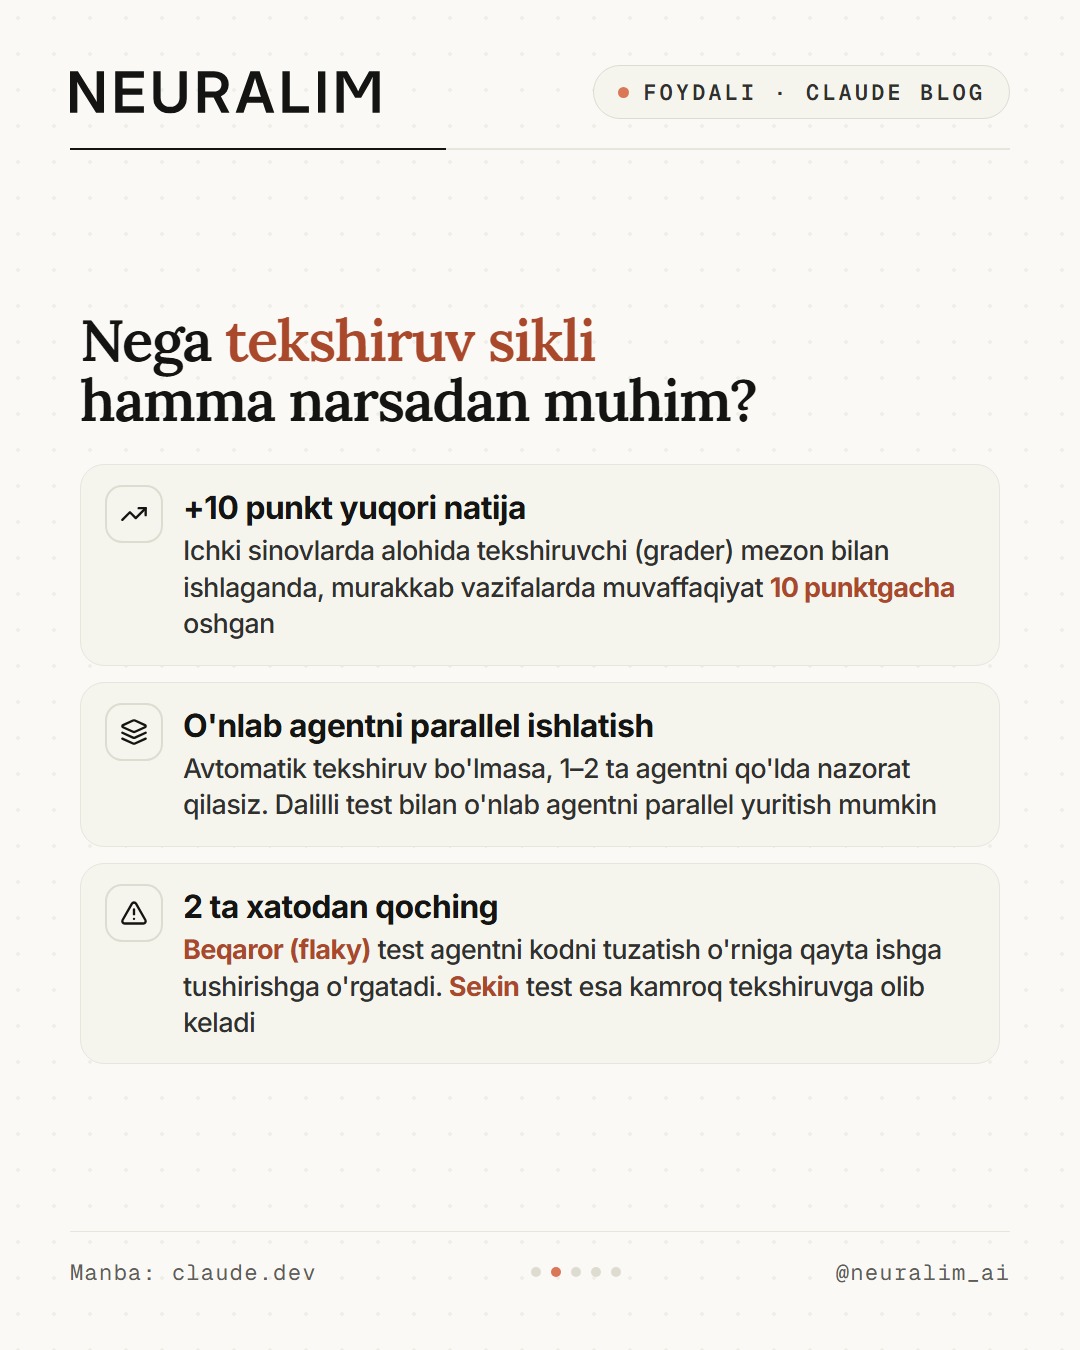 NEURALIM
FOYDALI · CLAUDE BLOG
Nega tekshiruv sikli
hamma narsadan muhim?
+10 punkt yuqori natija
Ichki sinovlarda alohida tekshiruvchi (grader) mezon bilan
ishlaganda, murakkab vazifalarda muvaffaqiyat 10 punktgacha
oshgan
O'nlab agentni parallel ishlatish
Avtomatik tekshiruv bo'lmasa, 1–2 ta agentni qo'lda nazorat
qilasiz. Dalilli test bilan o'nlab agentni parallel yuritish mumkin
2 ta xatodan qoching
Beqaror (flaky) test agentni kodni tuzatish o'rniga qayta ishga
tushirishga o'rgatadi. Sekin test esa kamroq tekshiruvga olib
keladi
Manba: claude.dev
@neuralim_ai